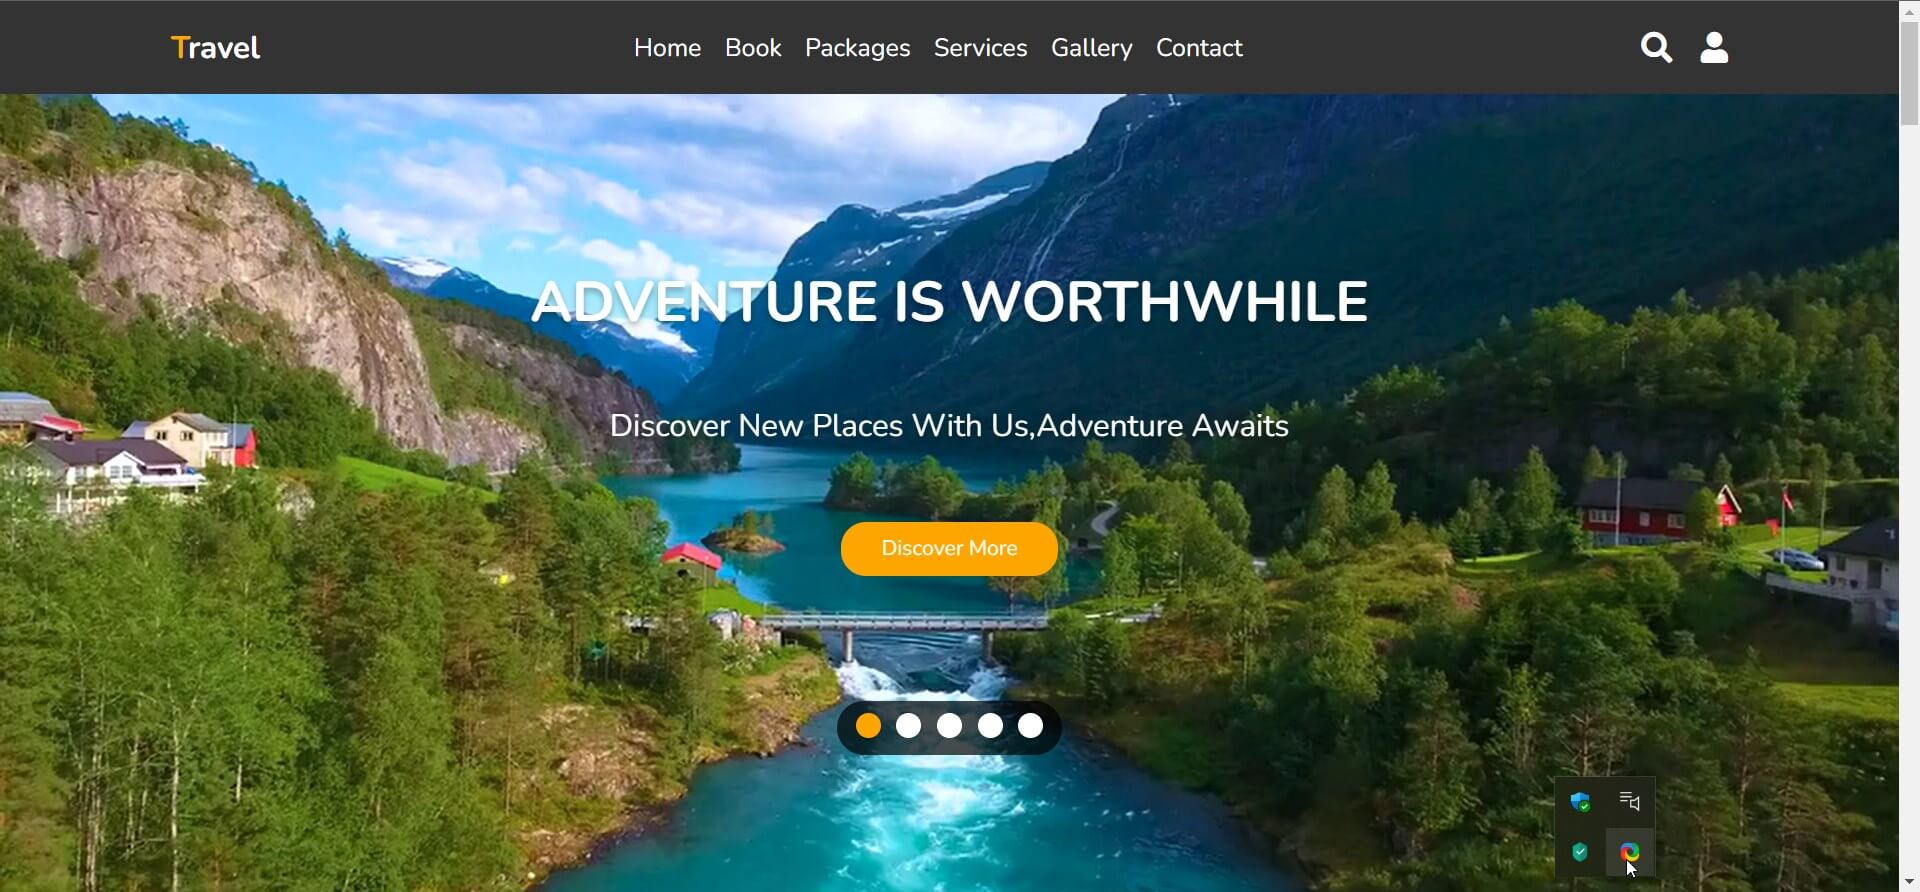 Travel
Home Book Packages Services Gallery Contact
ADVENTURE IS WORTHWHILE
Discover New Places With Us,Adventure Awaits
Discover More